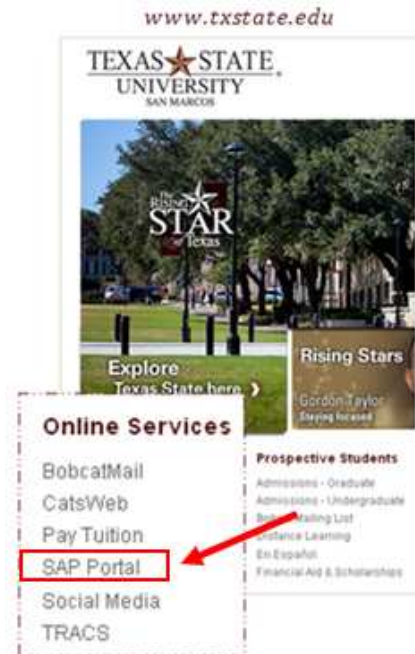 www.txstate.edu
TEXAS STATE
UNIVERSITY
SAN MARCOS
The
RISING
STAR
of Texas
Explore
Texas State here
Rising Stars
Gordon Taylor
Staying focused
Online Services
BobcatMail
CatsWeb
Pay Tuition
SAP Portal
Social Media
TRACS
Prospective Students
Admissions - Graduate
Admissions - Undergraduate
Mailing List
Distance Learning
En Español
Financial Aid & Scholarships